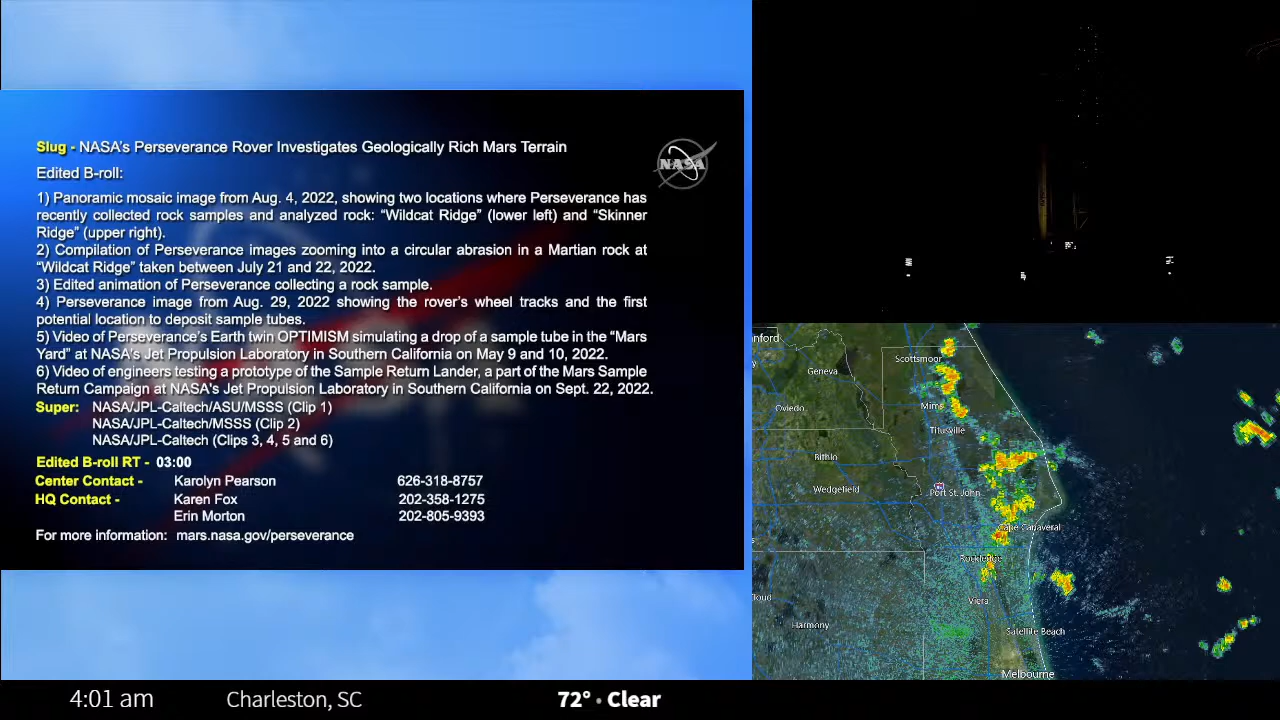 Slug - NASA's Perseverance Rover Investigates Geologically Rich Mars Terrain
NASA
Edited B-roll:
1) Panoramic mosaic image from Aug. 4, 2022, showing two locations where Perseverance has
recently collected rock samples and analyzed rock: “Wildcat Ridge” (lower left) and “Skinner
Ridge” (upper right).
2) Compilation of Perseverance images zooming into a circular abrasion in a Martian rock at
“Wildcat Ridge” taken between July 21 and 22, 2022.
3) Edited animation of Perseverance collecting a rock sample.
4) Perseverance image from Aug. 29, 2022 showing the rover's wheel tracks and the first
potential location to deposit sample tubes.
5) Video of Perseverance's Earth twin OPTIMISM simulating a drop of a sample tube in the “Mars
Yard” at NASA's Jet Propulsion Laboratory in Southern California on May 9 and 10, 2022.
6) Video of engineers testing a prototype of the Sample Return Lander, a part of the Mars Sample
Return Campaign at NASA's Jet Propulsion Laboratory in Southern California on Sept. 22, 2022.
Super: NASA/JPL-Caltech/ASU/MSSS (Clip 1)
NASA/JPL-Caltech/MSSS (Clip 2)
NASA/JPL-Caltech (Clips 3, 4, 5 and 6)
Edited B-roll RT - 03:00
Center Contact - Karolyn Pearson 626-318-8757
HQ Contact - Karen Fox 202-358-1275
Erin Morton 202-805-9393
For more information: mars.nasa.gov/perseverance
nford
Scottsmoor
Geneva
Oviedo
Mims
Titusville
Bithlo
Wedgefield
Port St. John
Cape Canaveral
Rockledge
Cloud
Viera
Harmony
Satellite Beach
Melbourne
4:01 am Charleston, SC 72° • Clear